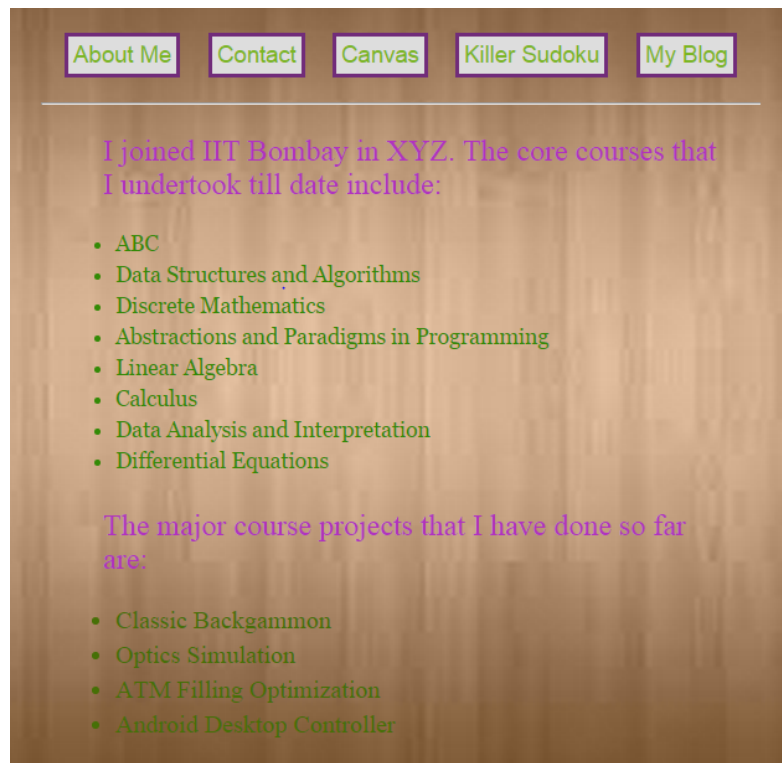 About Me Contact Canvas Killer Sudoku My Blog
I joined IIT Bombay in XYZ. The core courses that
I undertook till date include:
ABC
Data Structures and Algorithms
Discrete Mathematics
Abstractions and Paradigms in Programming
Linear Algebra
Calculus
Data Analysis and Interpretation
Differential Equations
The major course projects that I have done so far
are:
Classic Backgammon
Optics Simulation
ATM Filling Optimization
Android Desktop Controller